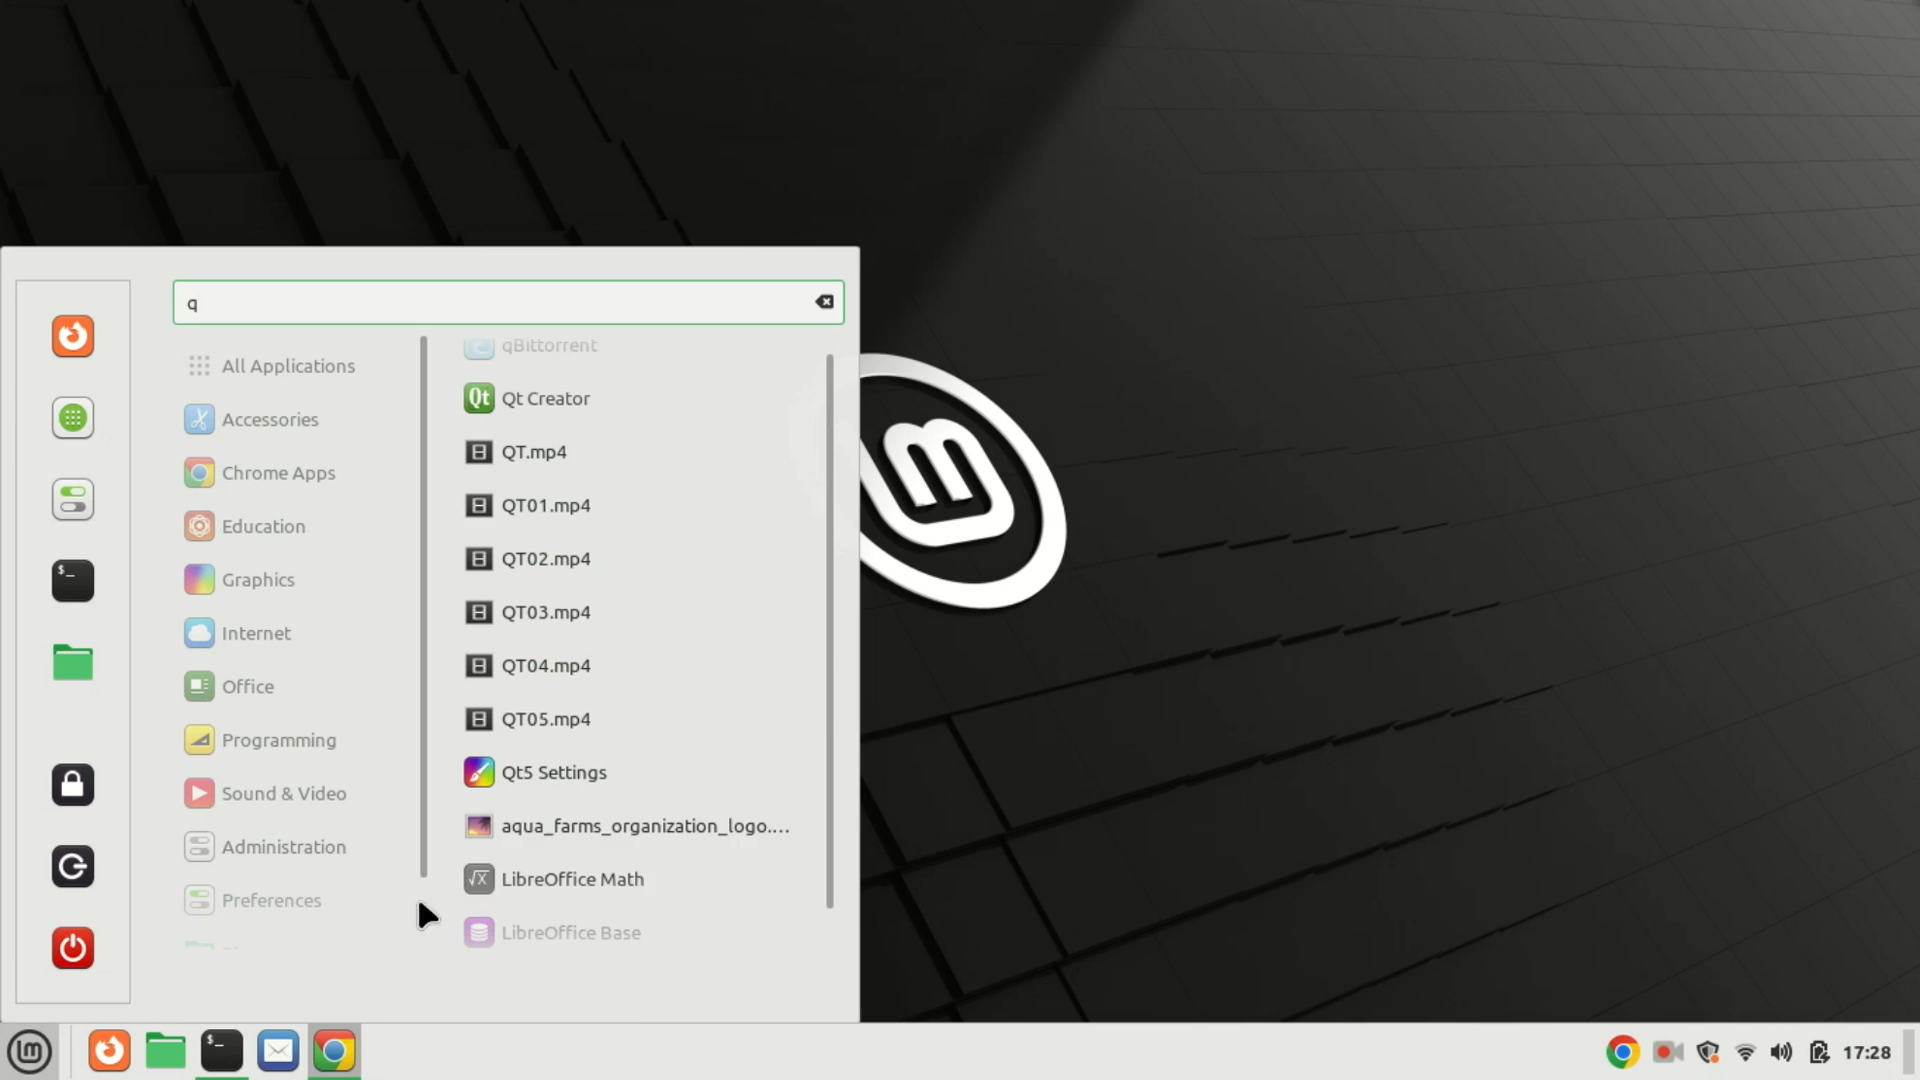 q
All Applications
Accessories
Chrome Apps
Education
Graphics
Internet
Office
Programming
Sound & Video
Administration
Preferences
qBittorrent
Qt Creator
QT.mp4
QT01.mp4
QT02.mp4
QT03.mp4
QT04.mp4
QT05.mp4
Qt5 Settings
aqua_farms_organization_logo....
LibreOffice Math
LibreOffice Base
17:28